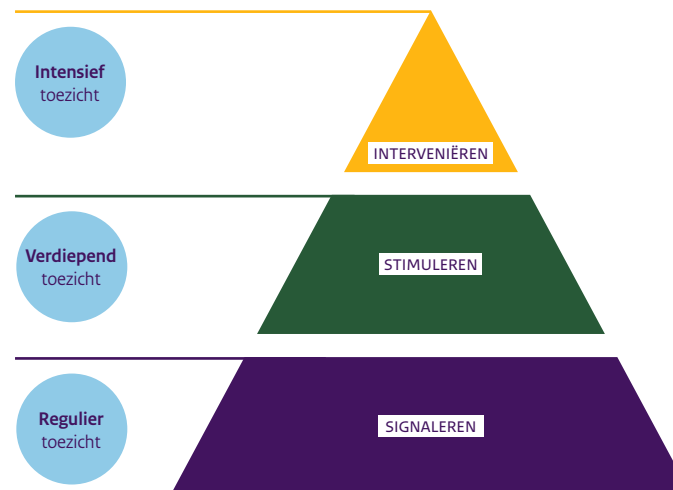 Intensief
toezicht
INTERVENIËREN
Verdiepend
toezicht
STIMULEREN
Regulier
toezicht
SIGNALEREN